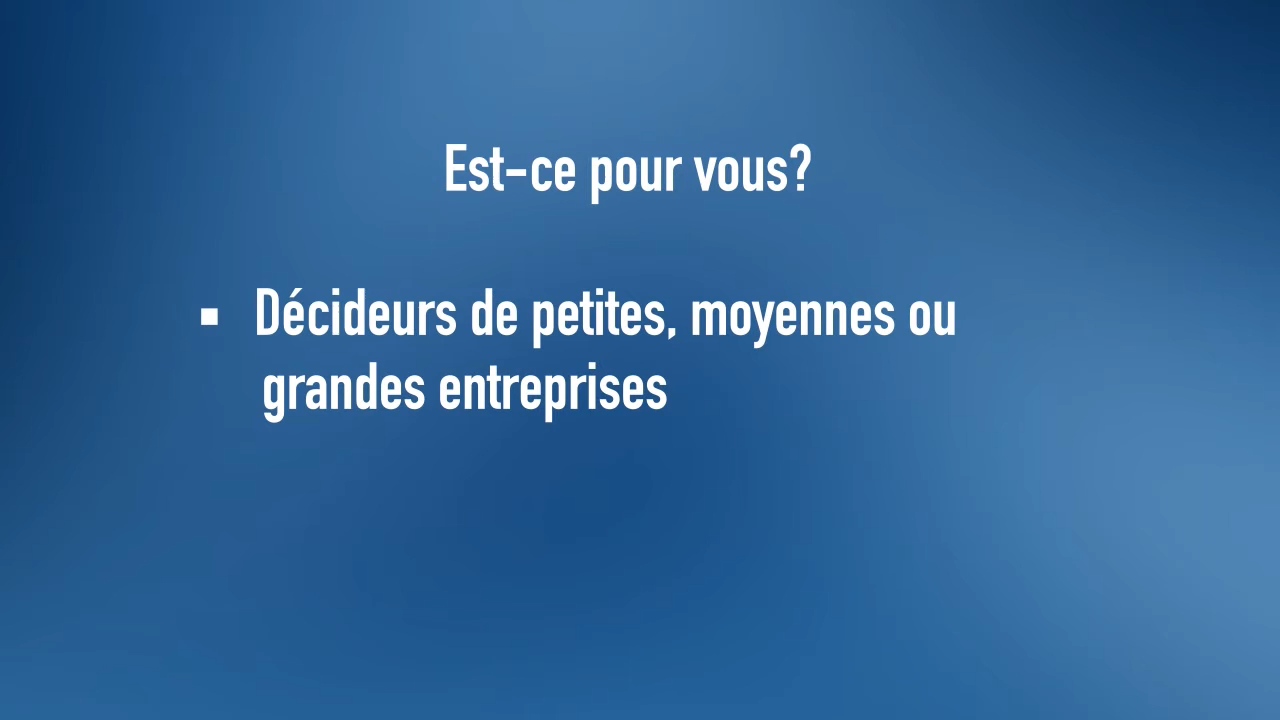 Est-ce pour vous?
▪ Décideurs de petites, moyennes ou
grandes entreprises